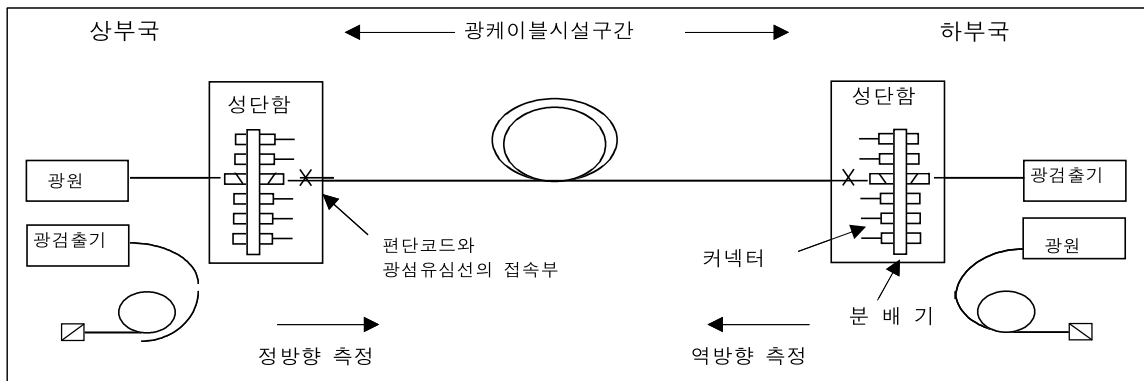 상부국
광케이블시설구간
하부국
성단함
성단함
광원
광검출기
광검출기
광원
편단코드와
광섬유심선의 접속부
커넥터
분 배 기
정방향 측정
역방향 측정